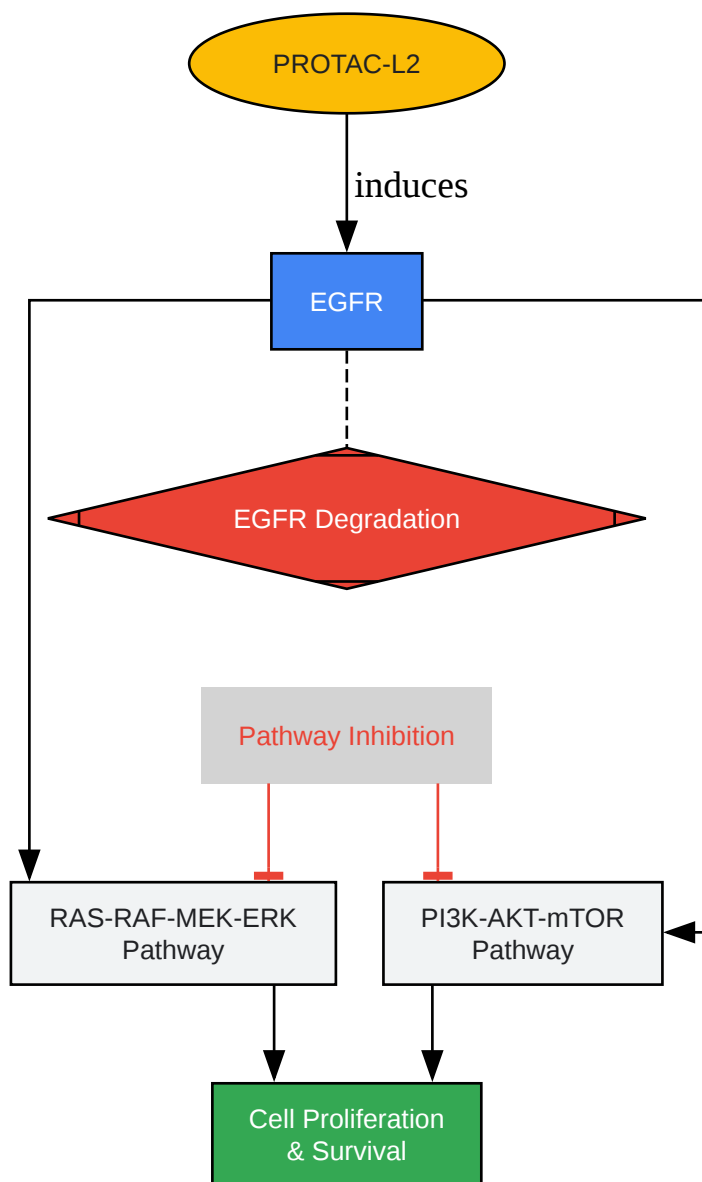 PROTAC-L2
induces
EGFR
EGFR Degradation
Pathway Inhibition
RAS-RAF-MEK-ERK
Pathway
PI3K-AKT-mTOR
Pathway
Cell Proliferation
& Survival